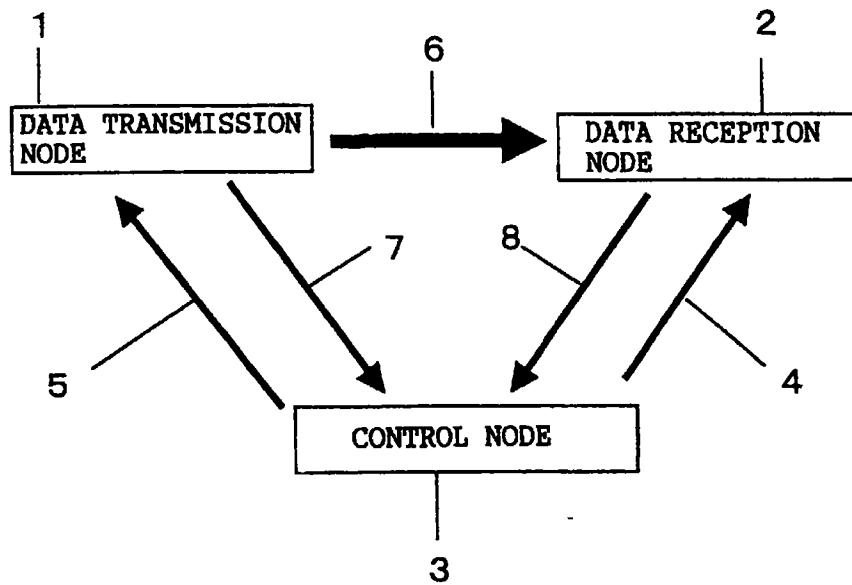 1
2
6
DATA TRANSMISSION
NODE
DATA RECEPTION
NODE
7
8
5
4
CONTROL NODE
3